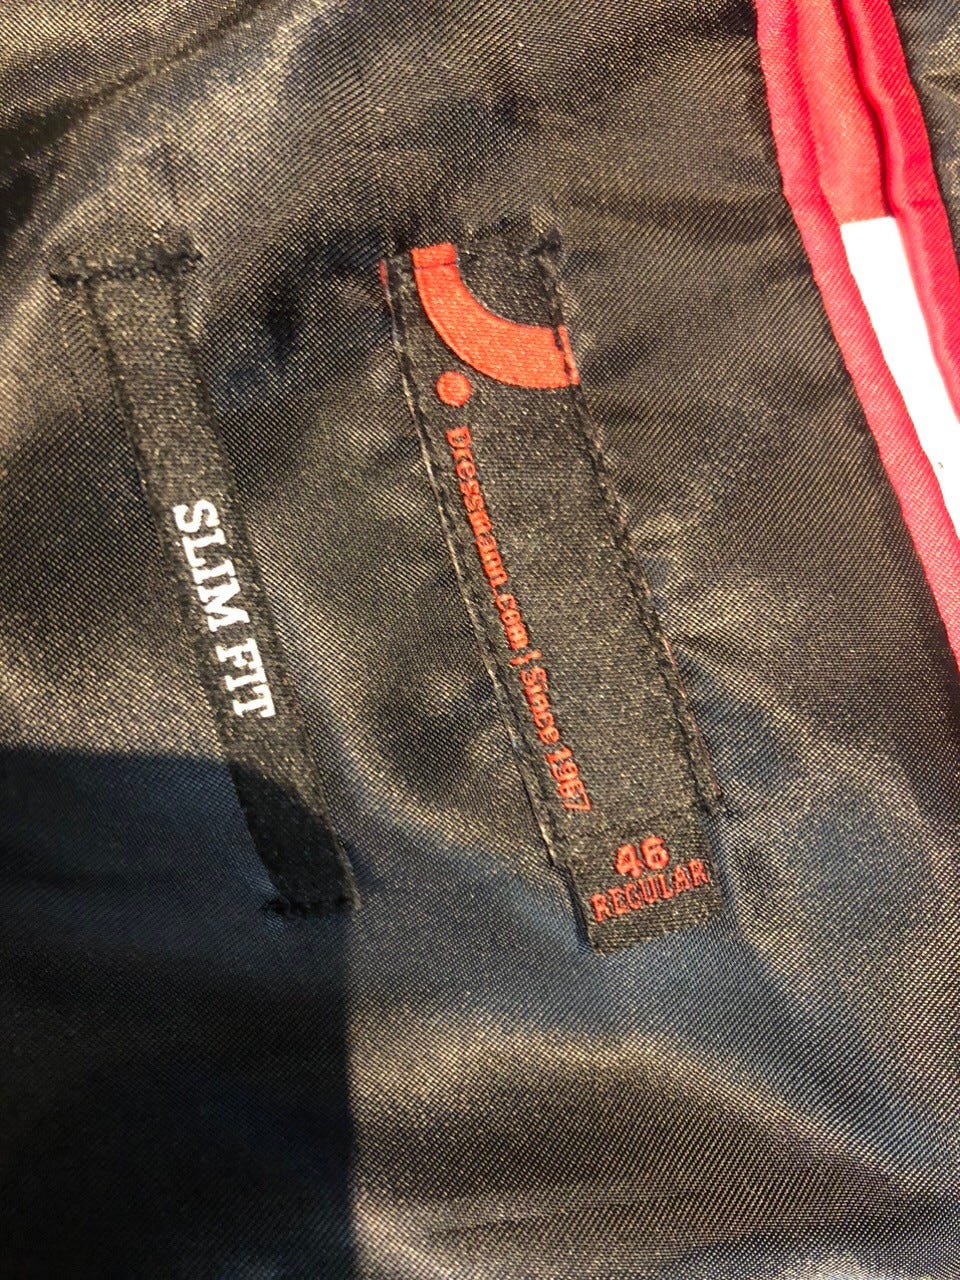 SLIM FIT
Dressmann.com | Since 1967
46
REGULAR